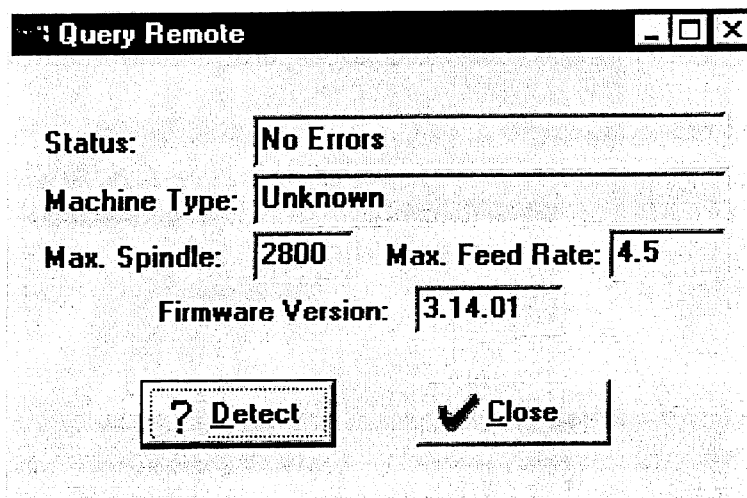 Query Remote
Status: No Errors
Machine Type: Unknown
Max. Spindle: 2800 Max. Feed Rate: 4.5
Firmware Version: 3.14.01
? Detect Close